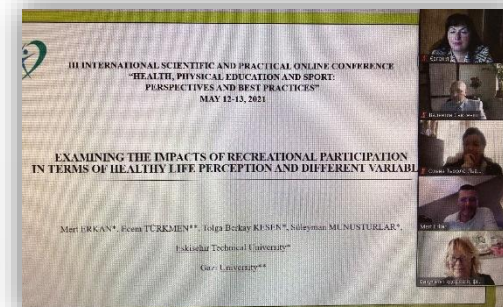 III INTERNATIONAL SCIENTIFIC AND PRACTICAL ONLINE CONFERENCE
"HEALTH, PHYSICAL EDUCATION AND SPORT:
PERSPECTIVES AND BEST PRACTICES"
MAY 12-13, 2021
EXAMINING THE IMPACTS OF RECREATIONAL PARTICIPATION
IN TERMS OF HEALTHY LIFE PERCEPTION AND DIFFERENT VARIABL
Mert ERKAN*, Ecem TÜRKMEN**, Tolga Berkay KESEN*, Süleyman MUNUSTURLAR*,
Eskisehir Technical University*
Gazi University**